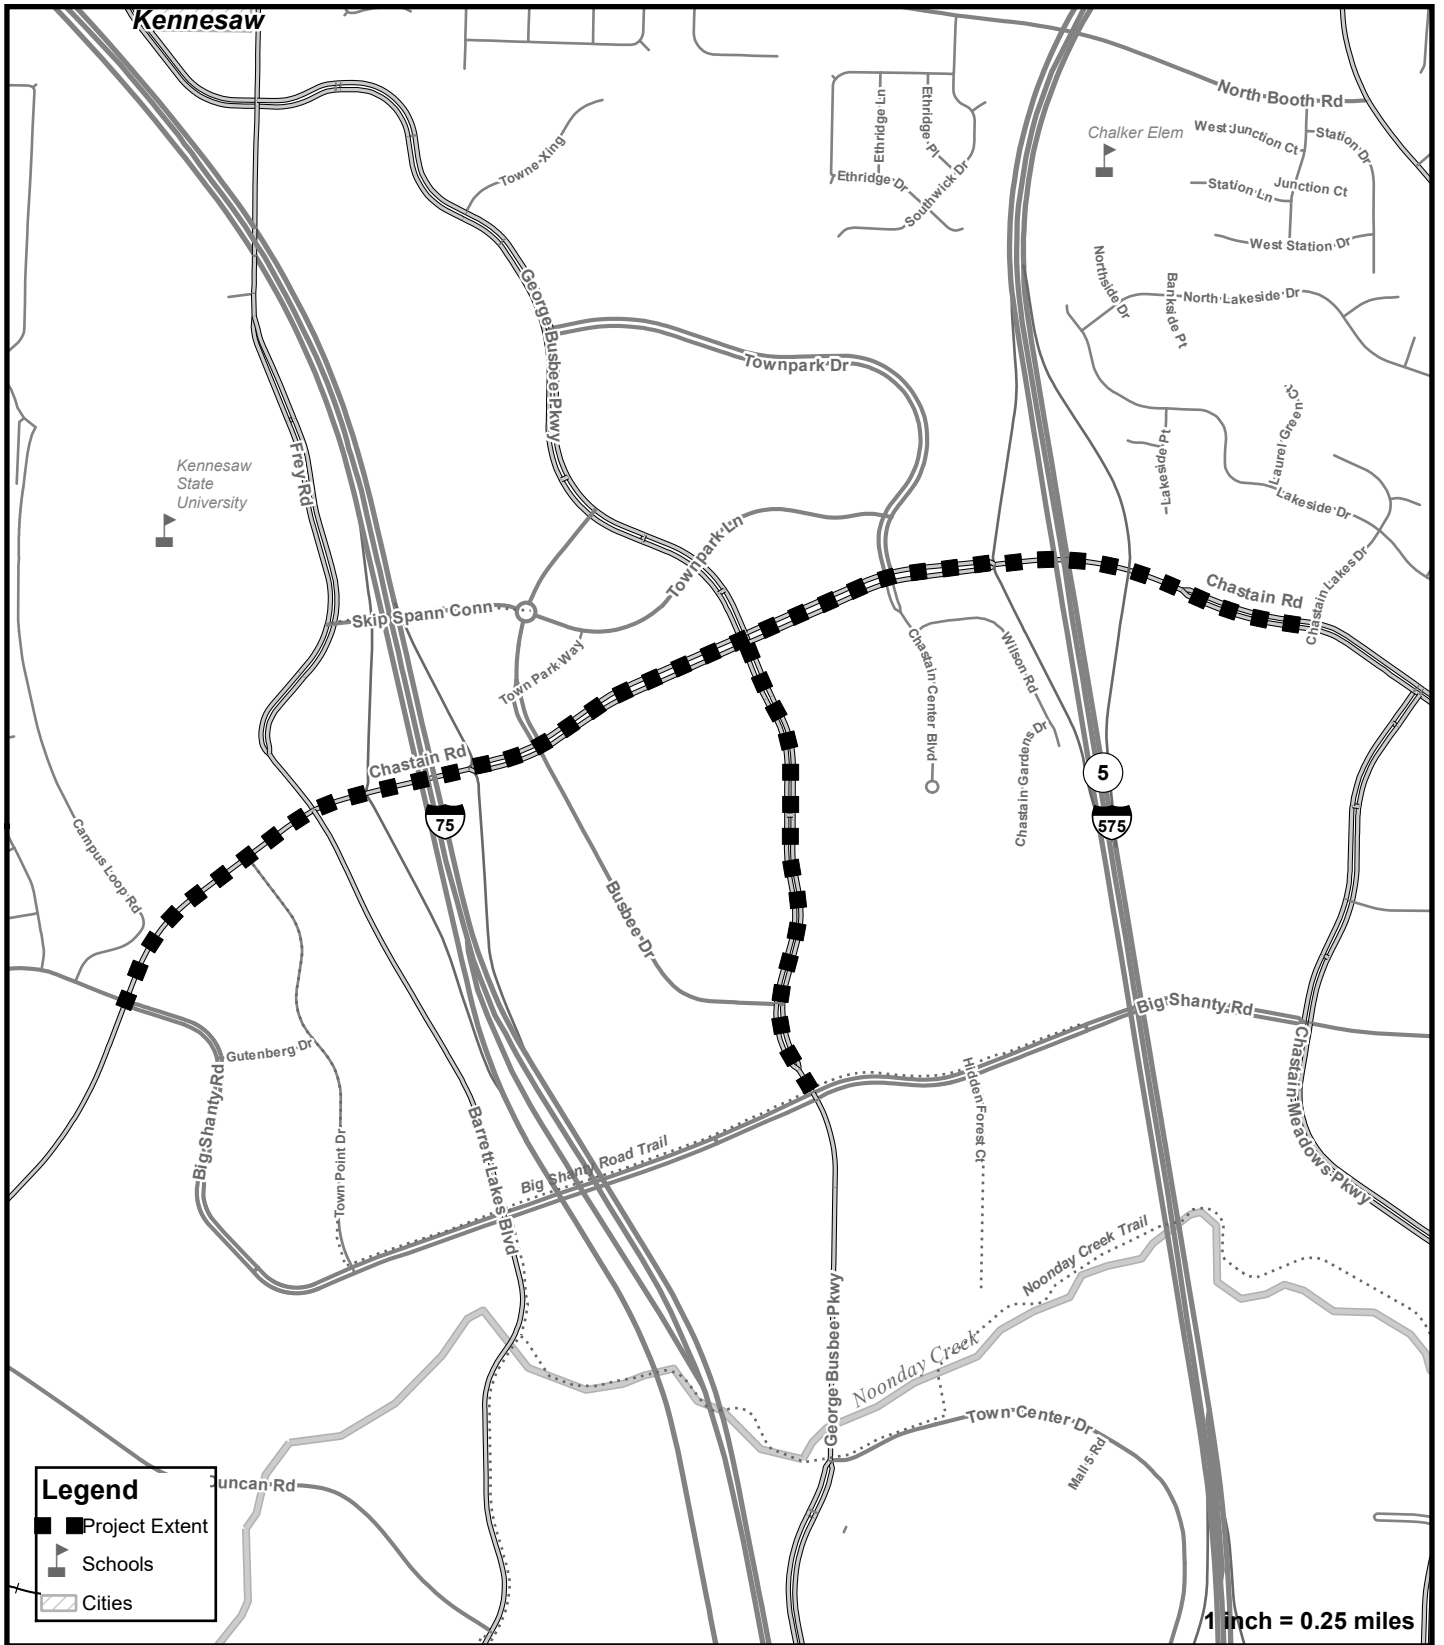 Kennesaw
North Booth Rd
Chalker Elem
West Junction Ct
Station Dr
Ethridge Ln
Ethridge Pl
Towne Xing
Ethridge Dr
Southwick Dr
Station Ln
Junction Ct
West Station Dr
Northside Dr
Bankside Pt
North Lakeside Dr
George Busbee Pkwy
Townpark Dr
Laurel Green Ct
Lakeside Pt
Lakeside Dr
Frey Rd
Kennesaw
State
University
Townpark Ln
Chastain Rd
Chastain Lakes Dr
Skip Spann Conn
Town Park Way
Chastain Center Blvd
Wilson Rd
Chastain Gardens Dr
Chastain Rd
5
75
575
Campus Loop Rd
Busbee Dr
Big Shanty Rd
Gutenberg Dr
Big Shanty Rd
Town Point Dr
Barrett Lakes Blvd
Big Shanty Road Trail
Hidden Forest Ct
Chastain Meadows Pkwy
Noonday Creek Trail
George Busbee Pkwy
Noonday Creek
Town Center Dr
Mall 5 Rd
uncan Rd
Legend
Project Extent
Schools
Cities
1 inch = 0.25 miles